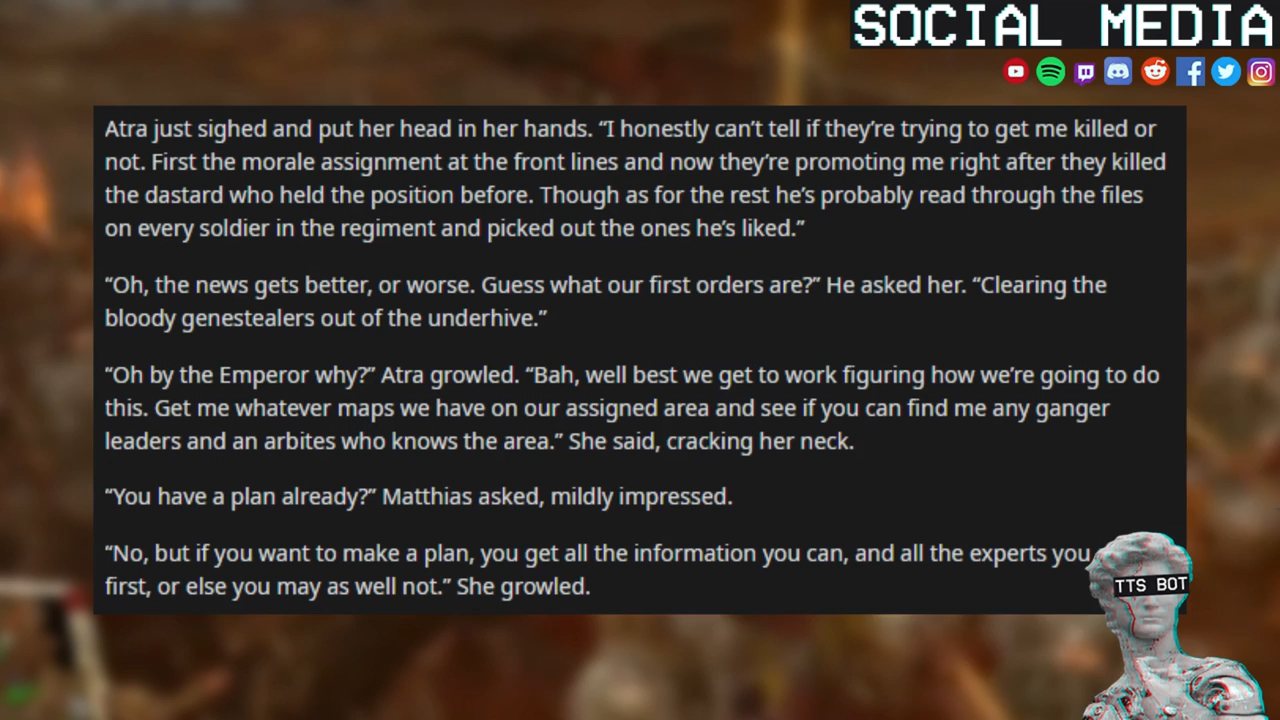 SOCIAL MEDIA
Atra just sighed and put her head in her hands. “I honestly can’t tell if they’re trying to get me killed or
not. First the morale assignment at the front lines and now they’re promoting me right after they killed
the dastard who held the position before. Though as for the rest he’s probably read through the files
on every soldier in the regiment and picked out the ones he’s liked.”
“Oh, the news gets better, or worse. Guess what our first orders are?” He asked her. “Clearing the
bloody genestealers out of the underhive.”
“Oh by the Emperor why?” Atra growled. “Bah, well best we get to work figuring how we’re going to do
this. Get me whatever maps we have on our assigned area and see if you can find me any ganger
leaders and an arbites who knows the area.” She said, cracking her neck.
“You have a plan already?” Matthias asked, mildly impressed.
“No, but if you want to make a plan, you get all the information you can, and all the experts you
first, or else you may as well not.” She growled.
TTS BOT